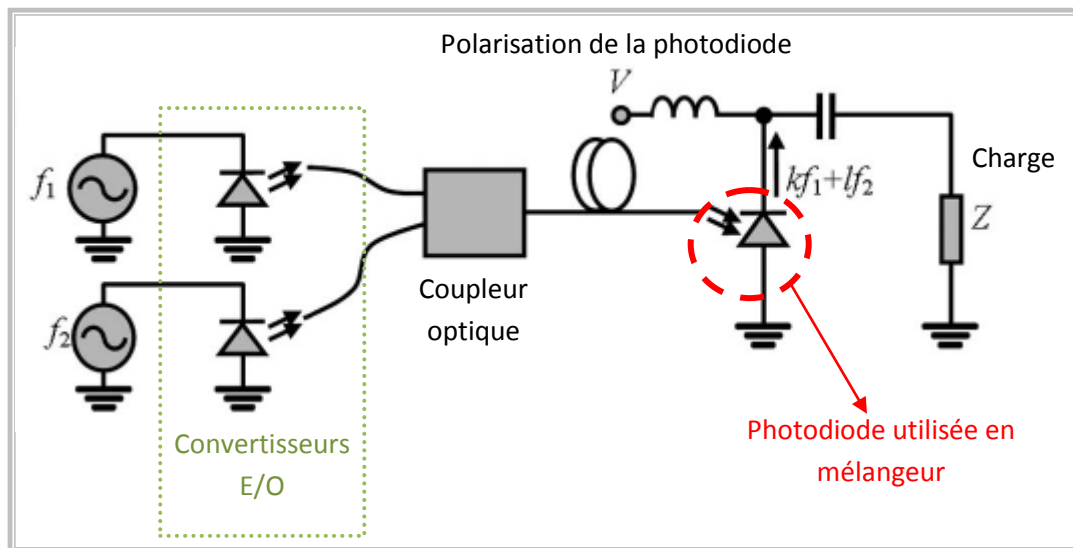 Polarisation de la photodiode
V
f1
kf1+lf2
Charge
Z
Coupleur
optique
f2
Convertisseurs
E/O
Photodiode utilisée en
mélangeur